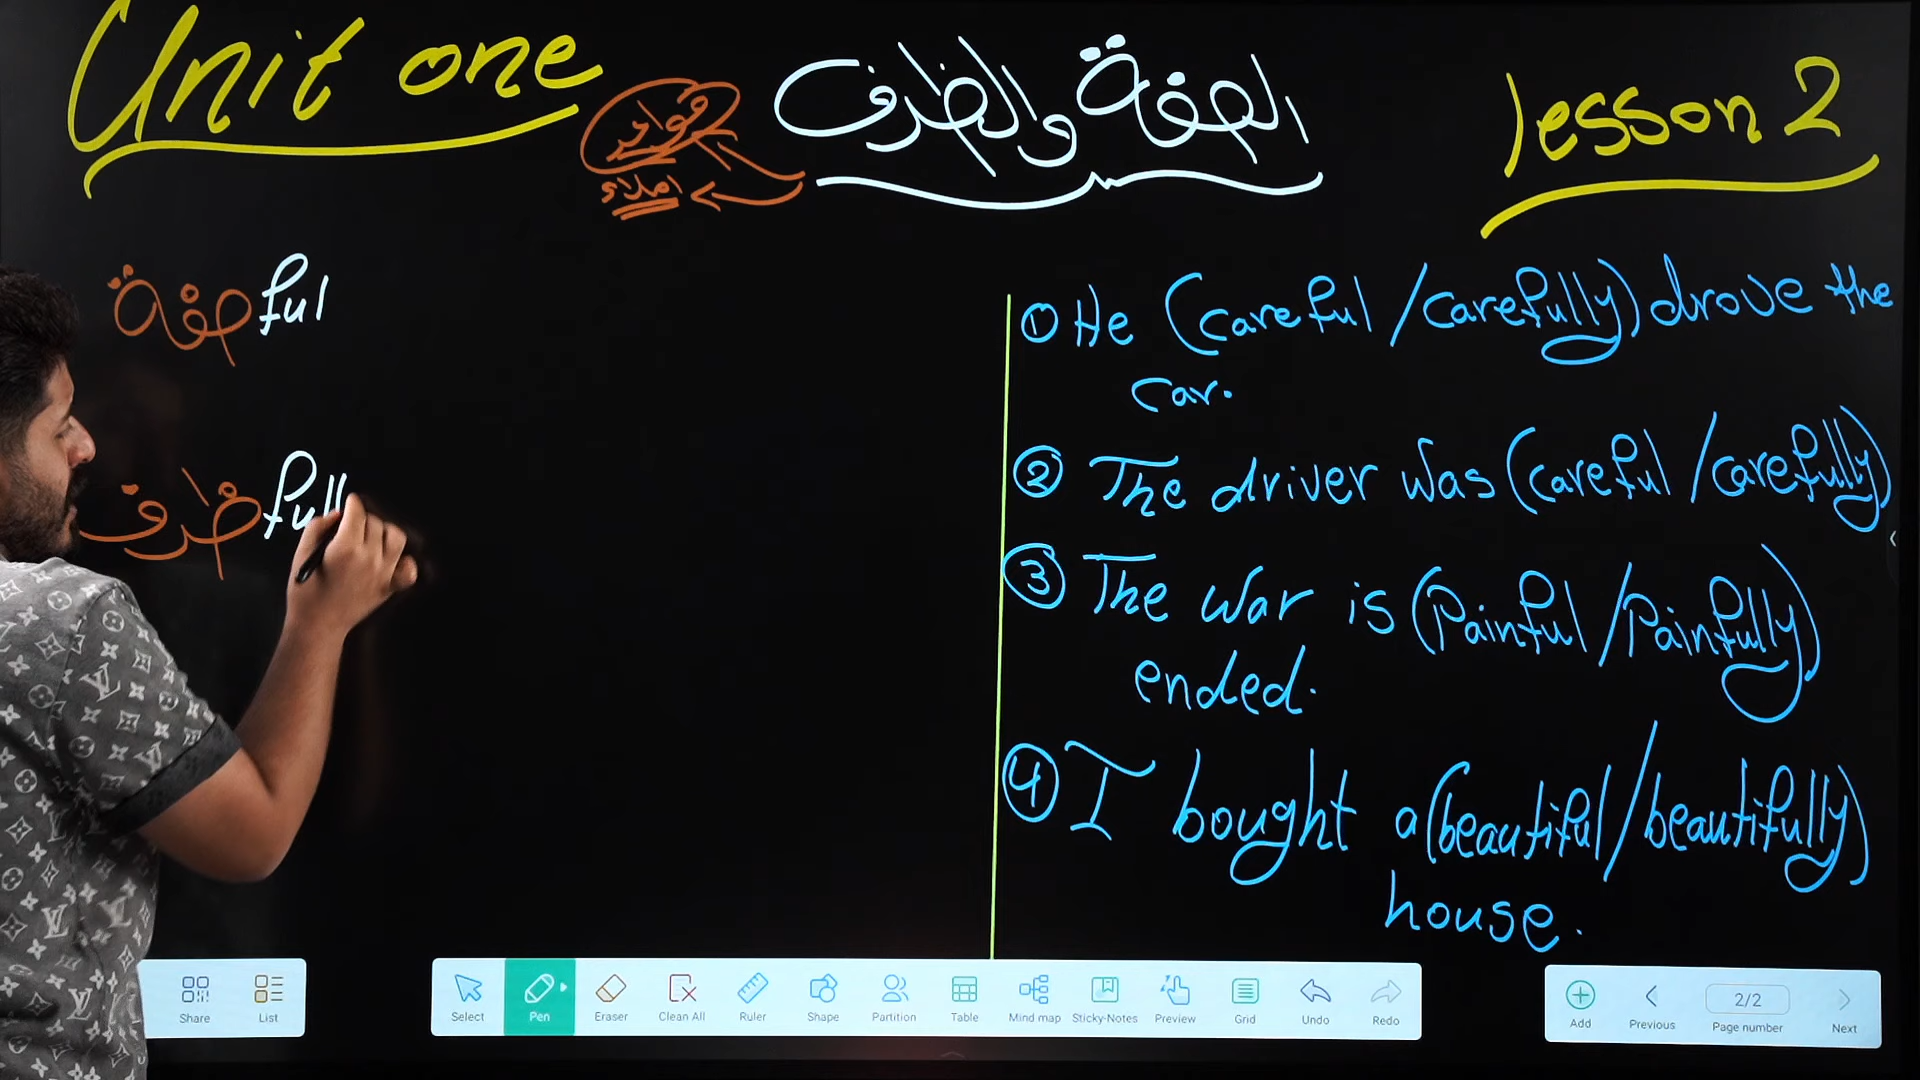 Unit one
الصفة والظرف
lesson 2
فوارد
املاء
صفة ful
ظرف full
① He (careful / carefully) drove the
car.
② The driver was (careful / carefully)
③ The war is (Painful / Painfully)
ended.
④ I bought a (beautiful / beautifully)
house.
Share
List
Select
Pen
Eraser
Clean All
Ruler
Shape
Partition
Table
Mind map
Sticky-Notes
Preview
Grid
Undo
Redo
Add
Previous
2/2
Page number
Next